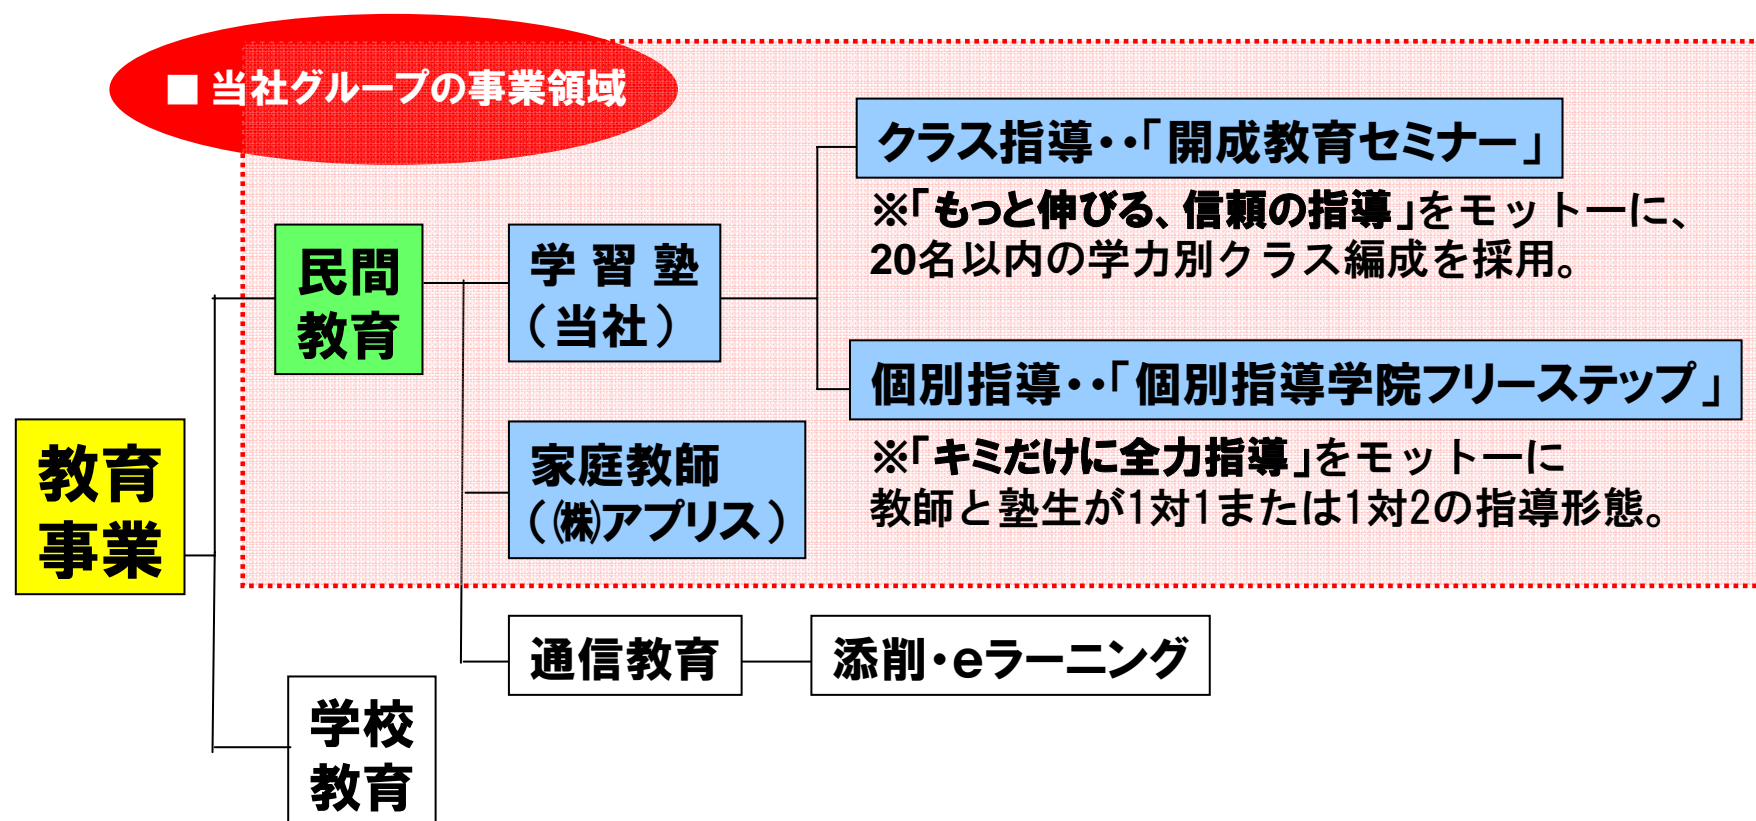 ■ 当社グループの事業領域
クラス指導・・「開成教育セミナー」
※「もっと伸びる、信頼の指導」をモットーに、
20名以内の学力別クラス編成を採用。
民間
教育
学 習 塾
（当社）
個別指導・・「個別指導学院フリーステップ」
※「キミだけに全力指導」をモットーに
教師と塾生が1対1または1対2の指導形態。
教育
事業
家庭教師
（㈱アプリス）
通信教育
添削・eラーニング
学校
教育